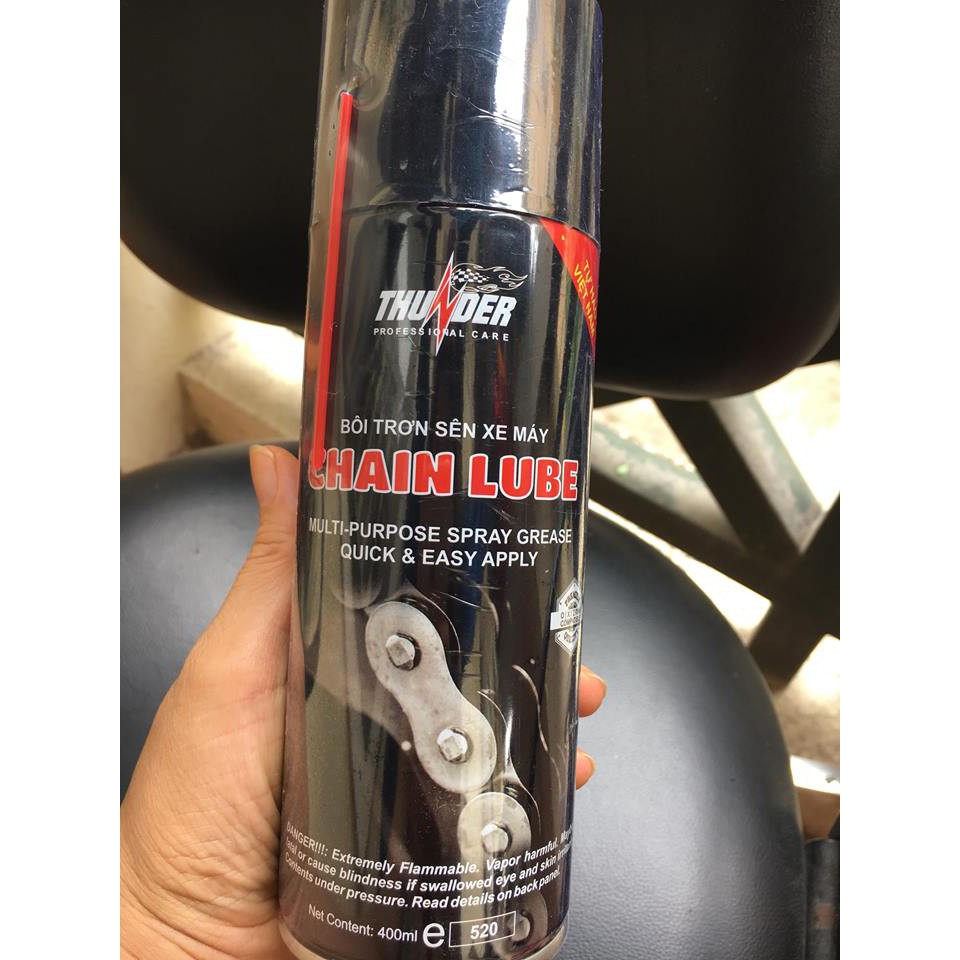 THUNDER
PROFESSIONAL CARE
VIỆT NAM
BÔI TRƠN SÊN XE MÁY
CHAIN LUBE
MULTI-PURPOSE SPRAY GREASE
QUICK & EASY APPLY
DANGER!!!: Extremely Flammable. Vapor harmful.
fatal or cause blindness if swallowed eye and skin
Contents under pressure. Read details on back panel.
Net Content: 400ml e 520